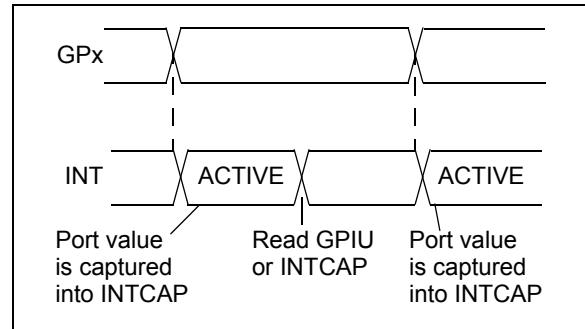 GPx
INT
ACTIVE
ACTIVE
Port value
is captured
into INTCAP
Read GPIU
or INTCAP
Port value
is captured
into INTCAP